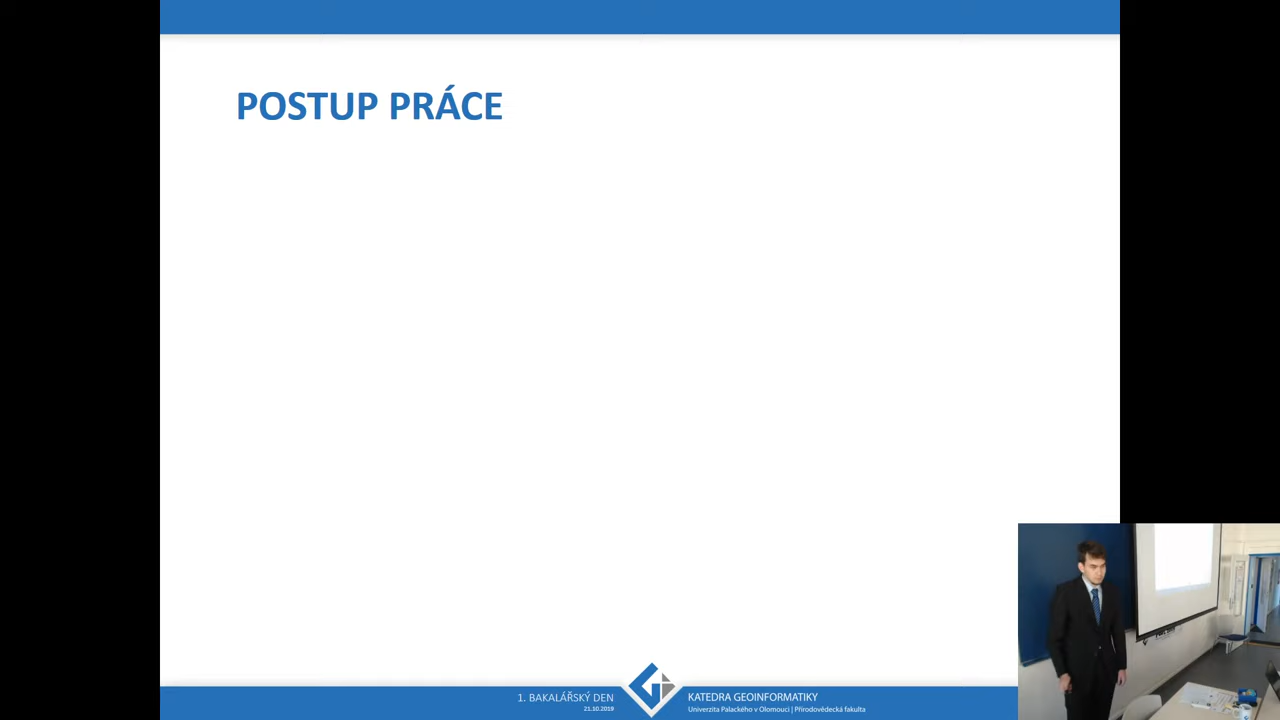 POSTUP PRÁCE
1. BAKALÁŘSKÝ DEN
21.10.2019
KATEDRA GEOINFORMATIKY
Univerzita Palackého v Olomouci | Přírodovědecká fakulta